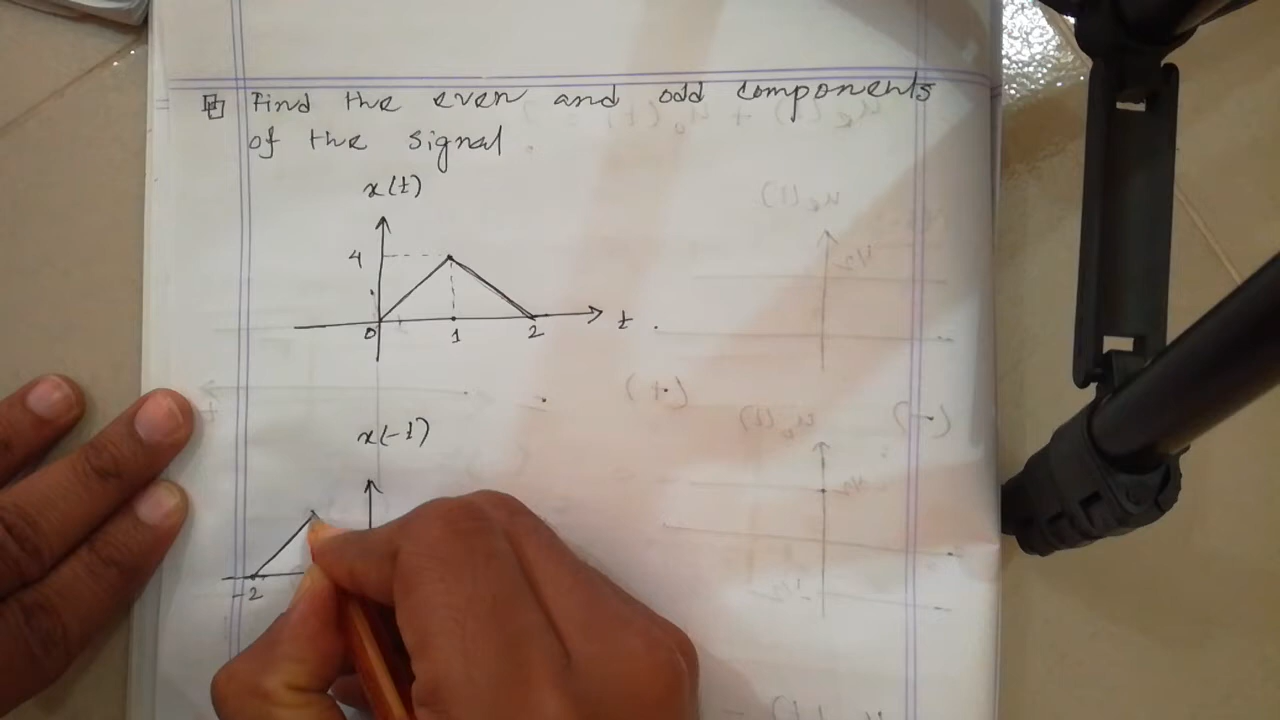 Find the even and odd components
of the signal.
x(t)
4
0 1 2 t
x(-t)
-2